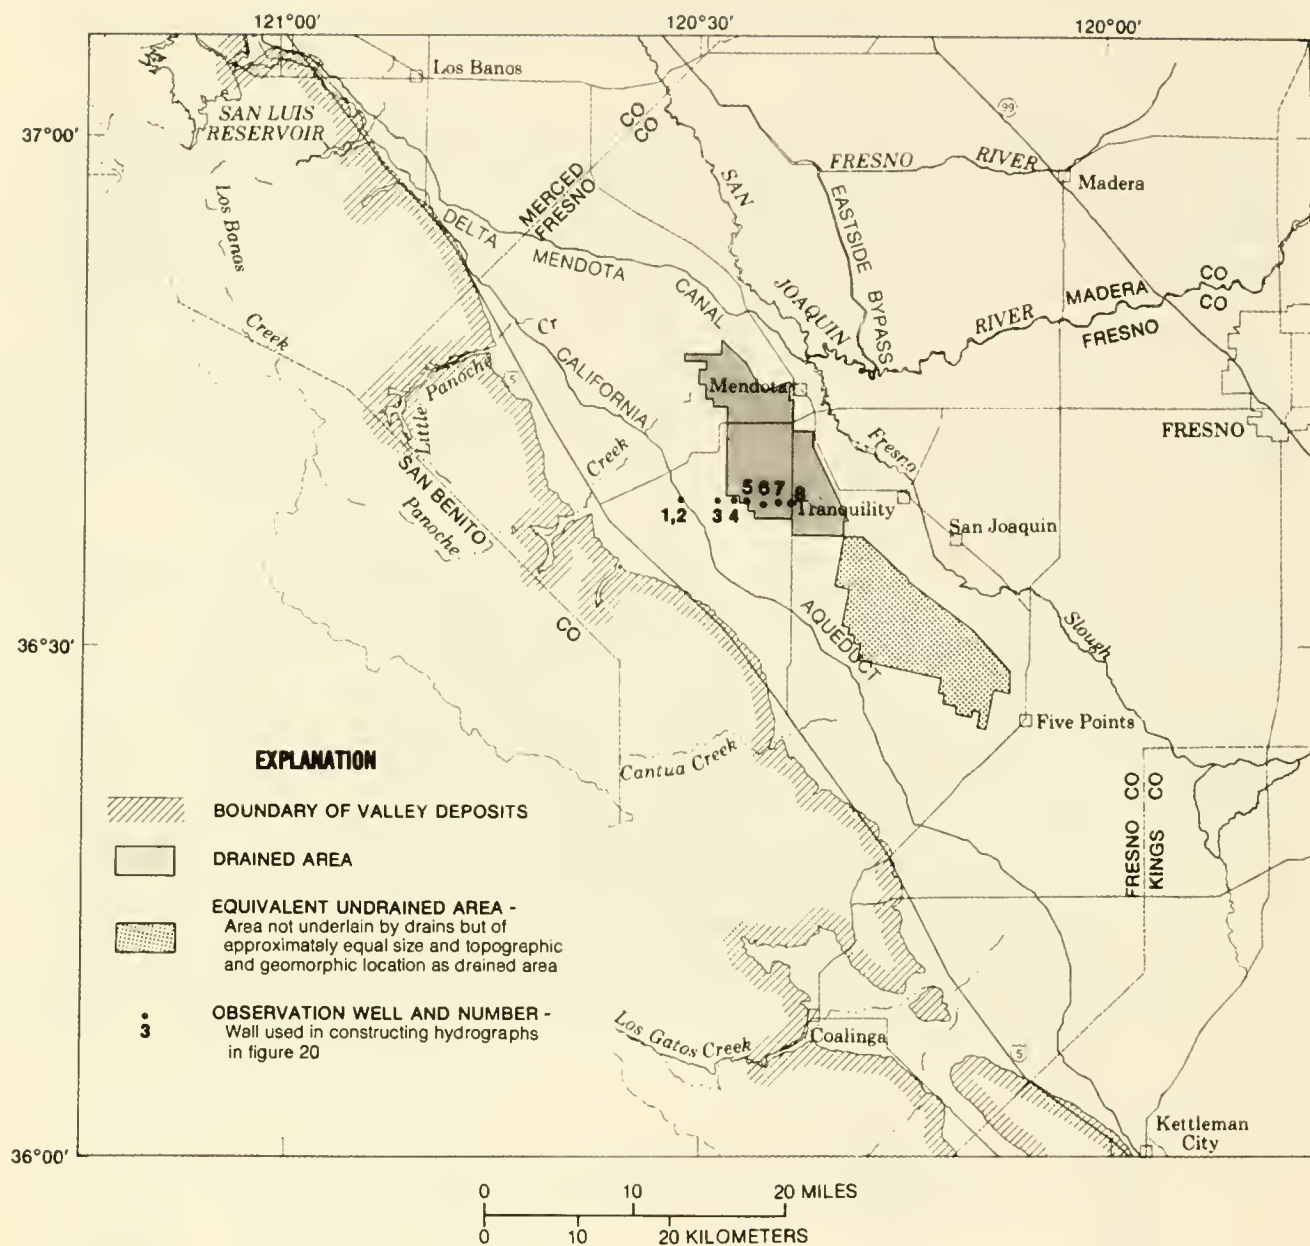 121°00'
120°30'
120°00'
37°00'
36°30'
36°00'
Los Banos
SAN LUIS
RESERVOIR
Los Banos
Creek
MERCED
FRESNO
CO
CO
DELTA
MENDOTA
CANAL
SAN
JOAQUIN
RIVER
FRESNO RIVER
EASTSIDE
BYPASS
99
Madera
MADERA CO
FRESNO CO
FRESNO
Little Panoche
Cr
5
CALIFORNIA
AQUEDUCT
Mendota
Fresno
Slough
SAN BENITO
CO
Panoche
Creek
1,2
3
4
5
6
7
8
Tranquility
San Joaquin
Five Points
Cantua Creek
FRESNO CO
KINGS CO
Los Gatos Creek
Coalinga
5
Kettleman
City
EXPLANATION
BOUNDARY OF VALLEY DEPOSITS
DRAINED AREA
EQUIVALENT UNDRAINED AREA -
Area not underlain by drains but of
epproximataly equal size and topogrephic
and geomorphic location as drained area
3
OBSERVATION WELL AND NUMBER -
Wall used in constructing hydrographs
in figure 20
0 10 20 MILES
0 10 20 KILOMETERS